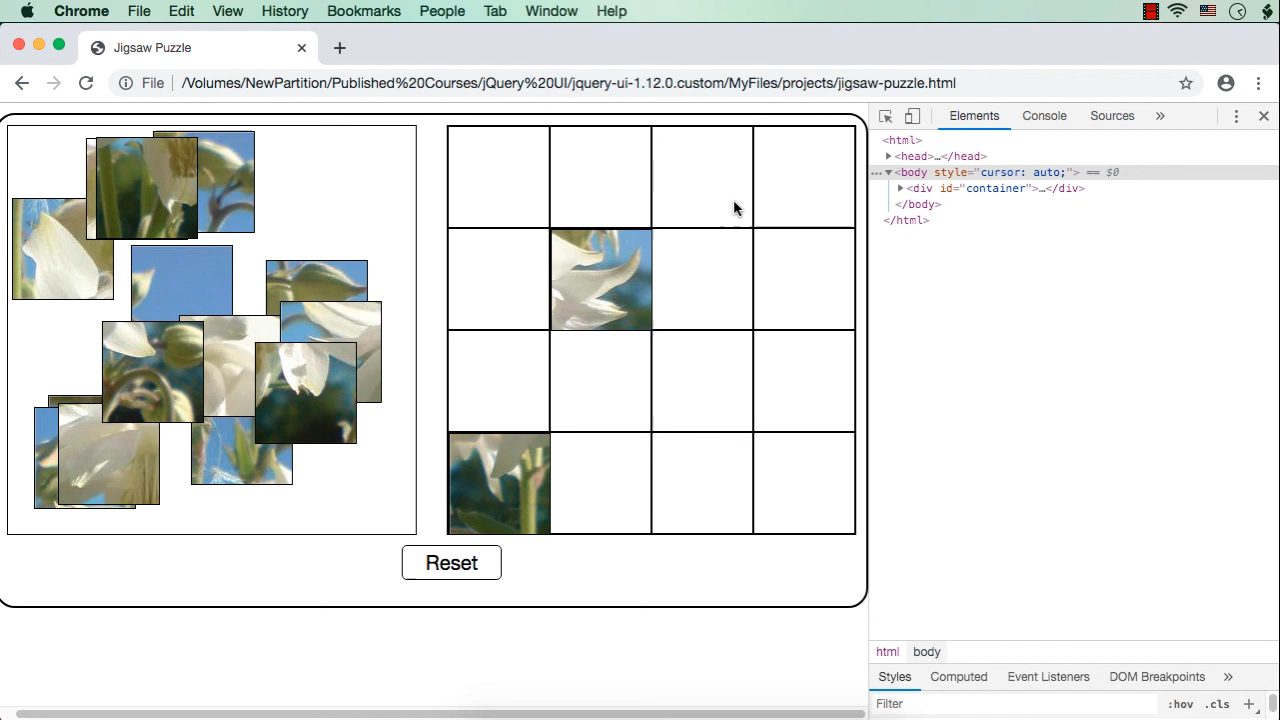 Chrome File Edit View History Bookmarks People Tab Window Help
Jigsaw Puzzle
File /Volumes/NewPartition/Published%20Courses/jQuery%20UI/jquery-ui-1.12.0.custom/MyFiles/projects/jigsaw-puzzle.html
Elements Console Sources »
<html>
<head>…</head>
<body style="cursor: auto;"> == $0
<div id="container">…</div>
</body>
</html>
Reset
html body
Styles Computed Event Listeners DOM Breakpoints »
Filter :hov .cls +